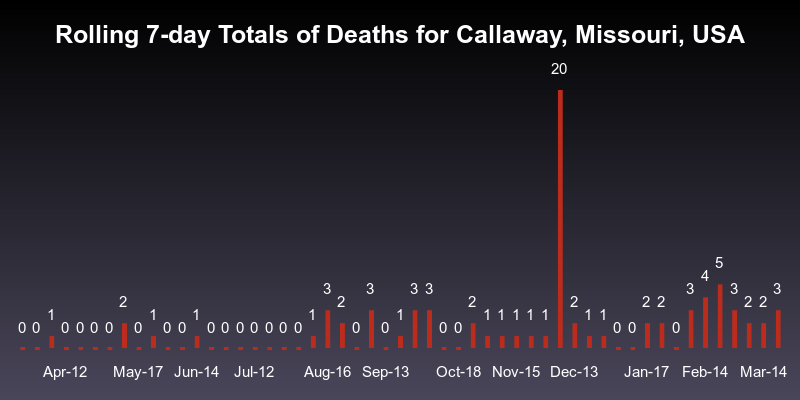 Rolling 7-day Totals of Deaths for Callaway, Missouri, USA
20
0 0 1 0 0 0 0 2 0 1 0 0 1 0 0 0 0 0 0 0 1 3 2 0 3 0 1 3 3 0 0 2 1 1 1 1 1 2 1 1 0 0 2 2 0 3 4 5 3 2 2 3
Apr-12 May-17 Jun-14 Jul-12 Aug-16 Sep-13 Oct-18 Nov-15 Dec-13 Jan-17 Feb-14 Mar-14